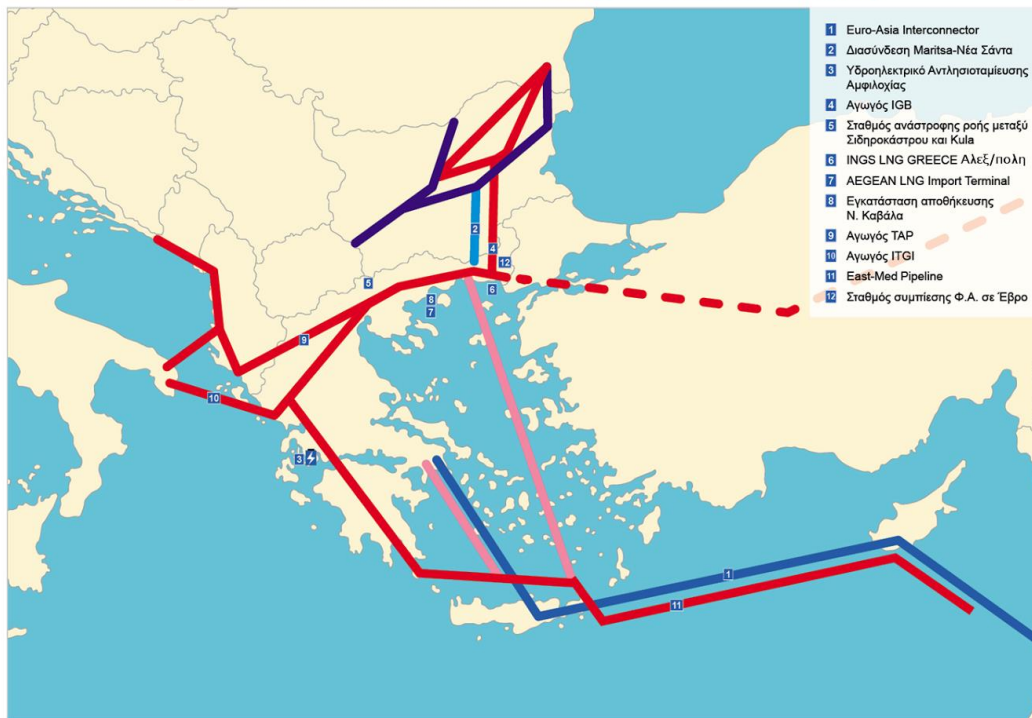 1 Euro-Asia Interconnector
2 Διασύνδεση Maritsa-Νέα Σάντα
3 Υδροηλεκτρικό Αντλησιοταμίευσης
Αμφιλοχίας
4 Αγωγός IGB
5 Σταθμός ανάστροφης ροής μεταξύ
Σιδηροκάστρου και Kula
6 INGS LNG GREECE Αλεξ/πολη
7 AEGEAN LNG Import Terminal
8 Εγκατάσταση αποθήκευσης
Ν. Καβάλα
9 Αγωγός TAP
10 Αγωγός ITGI
11 East-Med Pipeline
12 Σταθμός συμπίεσης Φ.Α. σε Έβρο
2
4
12
5
6
8
7
9
10
3
1
11